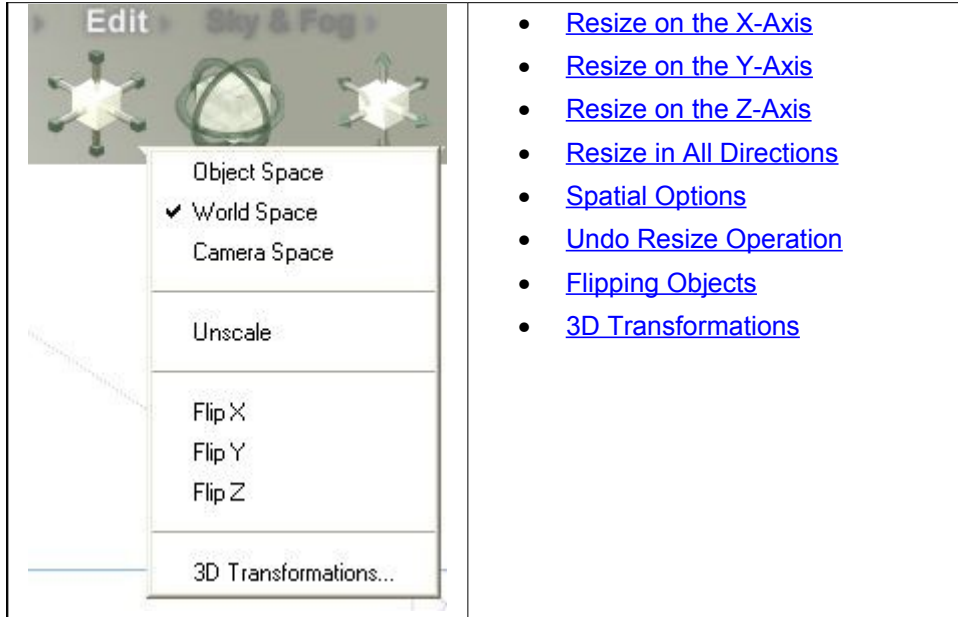 Edit Sky & Fog
Object Space
World Space
Camera Space
Unscale
Flip X
Flip Y
Flip Z
3D Transformations...
Resize on the X-Axis
Resize on the Y-Axis
Resize on the Z-Axis
Resize in All Directions
Spatial Options
Undo Resize Operation
Flipping Objects
3D Transformations